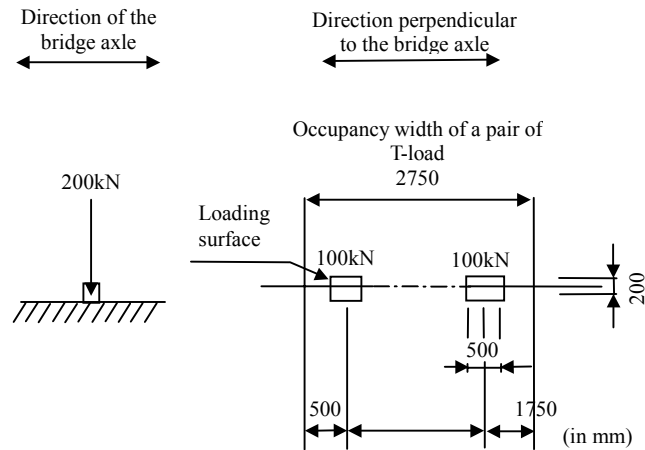 Direction of the
bridge axle
Direction perpendicular
to the bridge axle
Occupancy width of a pair of
T-load
2750
200kN
Loading
surface
100kN
100kN
200
500
500
1750
(in mm)